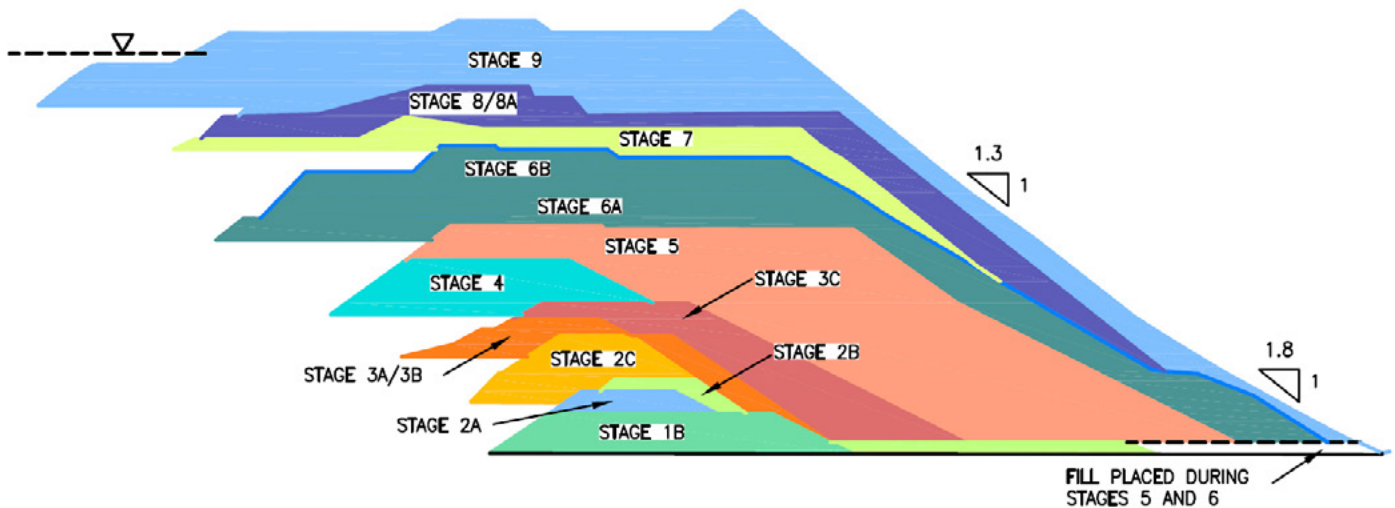 STAGE 9
STAGE 8/8A
STAGE 7
1.3
1
STAGE 6B
STAGE 6A
STAGE 5
STAGE 3C
STAGE 4
STAGE 2B
STAGE 2C
STAGE 3A/3B
1.8
1
STAGE 2A
STAGE 1B
FILL PLACED DURING
STAGES 5 AND 6